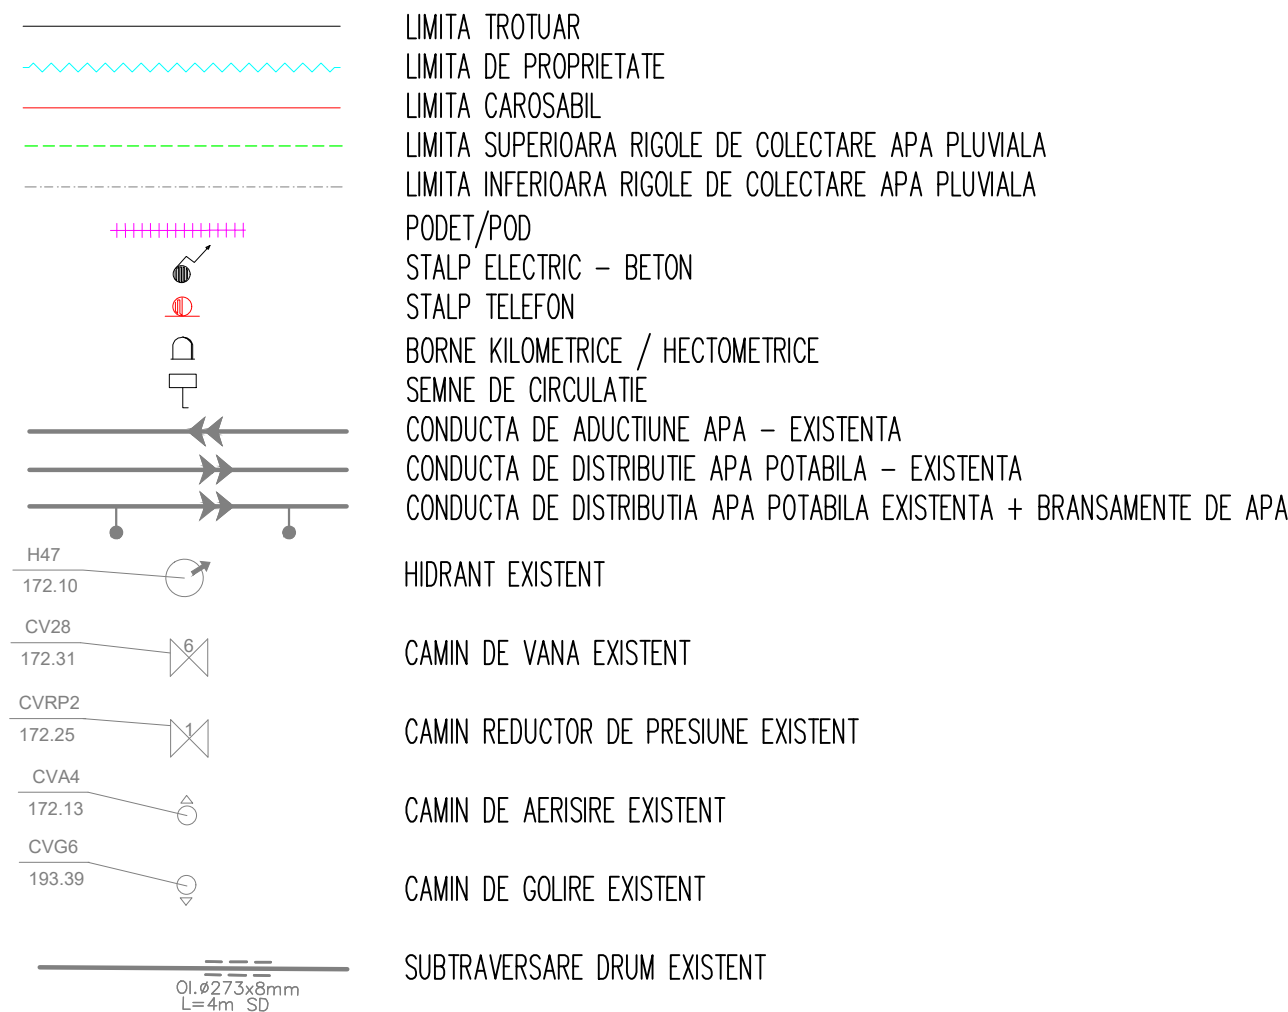 LIMITA TROTUAR
LIMITA DE PROPRIETATE
LIMITA CAROSABIL
LIMITA SUPERIOARA RIGOLE DE COLECTARE APA PLUVIALA
LIMITA INFERIOARA RIGOLE DE COLECTARE APA PLUVIALA
PODET/POD
STALP ELECTRIC – BETON
STALP TELEFON
BORNE KILOMETRICE / HECTOMETRICE
SEMNE DE CIRCULATIE
CONDUCTA DE ADUCTIUNE APA – EXISTENTA
CONDUCTA DE DISTRIBUTIE APA POTABILA – EXISTENTA
CONDUCTA DE DISTRIBUTIA APA POTABILA EXISTENTA + BRANSAMENTE DE APA
H47
172.10
HIDRANT EXISTENT
CV28
172.31
6
CAMIN DE VANA EXISTENT
CVRP2
172.25
1
CAMIN REDUCTOR DE PRESIUNE EXISTENT
CVA4
172.13
CAMIN DE AERISIRE EXISTENT
CVG6
193.39
CAMIN DE GOLIRE EXISTENT
SUBTRAVERSARE DRUM EXISTENT
Ol.ø273x8mm
L=4m SD